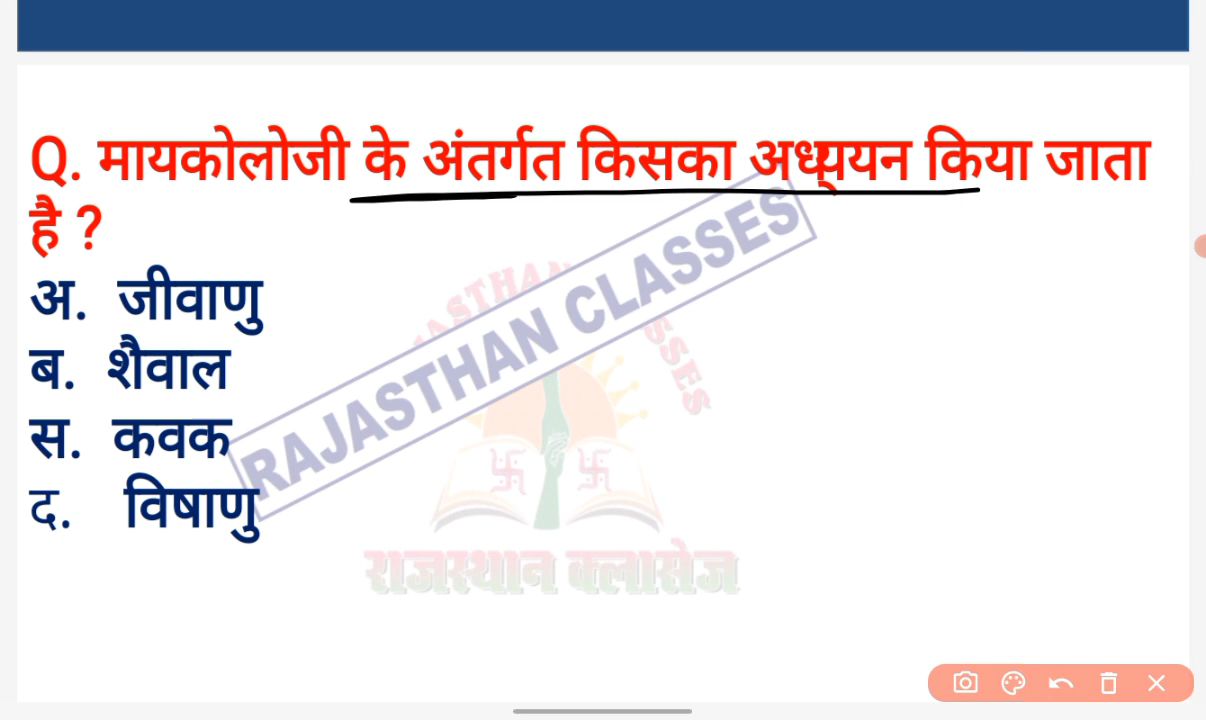 Q. मायकोलोजी के अंतर्गत किसका अध्ययन किया जाता
है ?
अ. जीवाणु
ब. शैवाल
स. कवक
द. विषाणु
RAJASTHAN CLASSES
राजस्थान क्लासेज